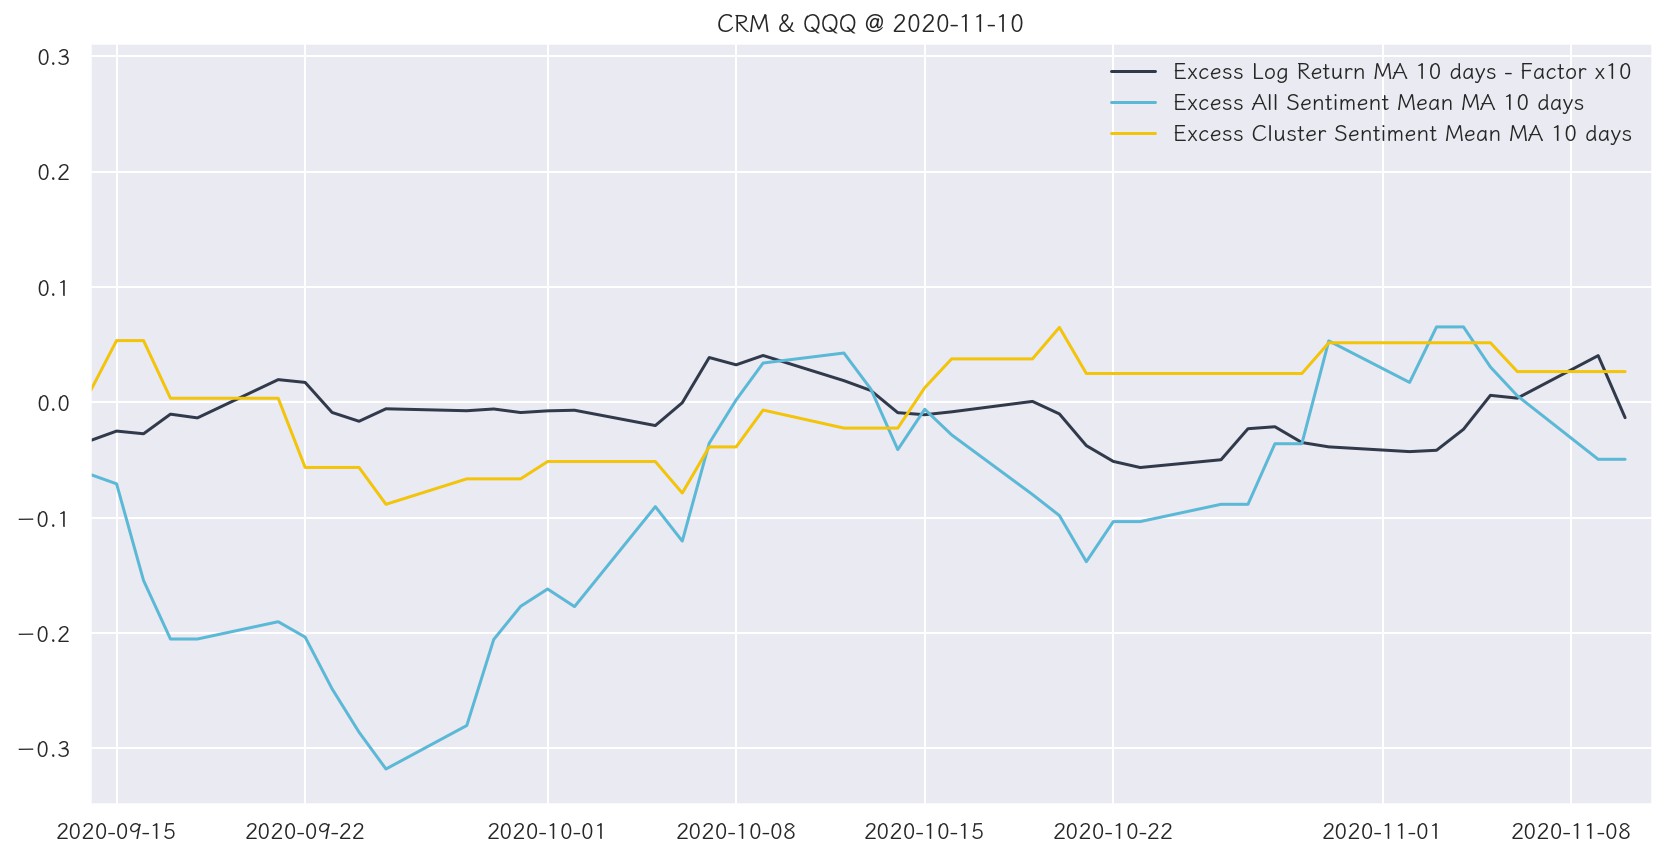 CRM & QQQ @ 2020-11-10
Excess Log Return MA 10 days - Factor x10
Excess All Sentiment Mean MA 10 days
Excess Cluster Sentiment Mean MA 10 days
0.3
0.2
0.1
0.0
−0.1
−0.2
−0.3
2020-09-15 2020-09-22 2020-10-01 2020-10-08 2020-10-15 2020-10-22 2020-11-01 2020-11-08